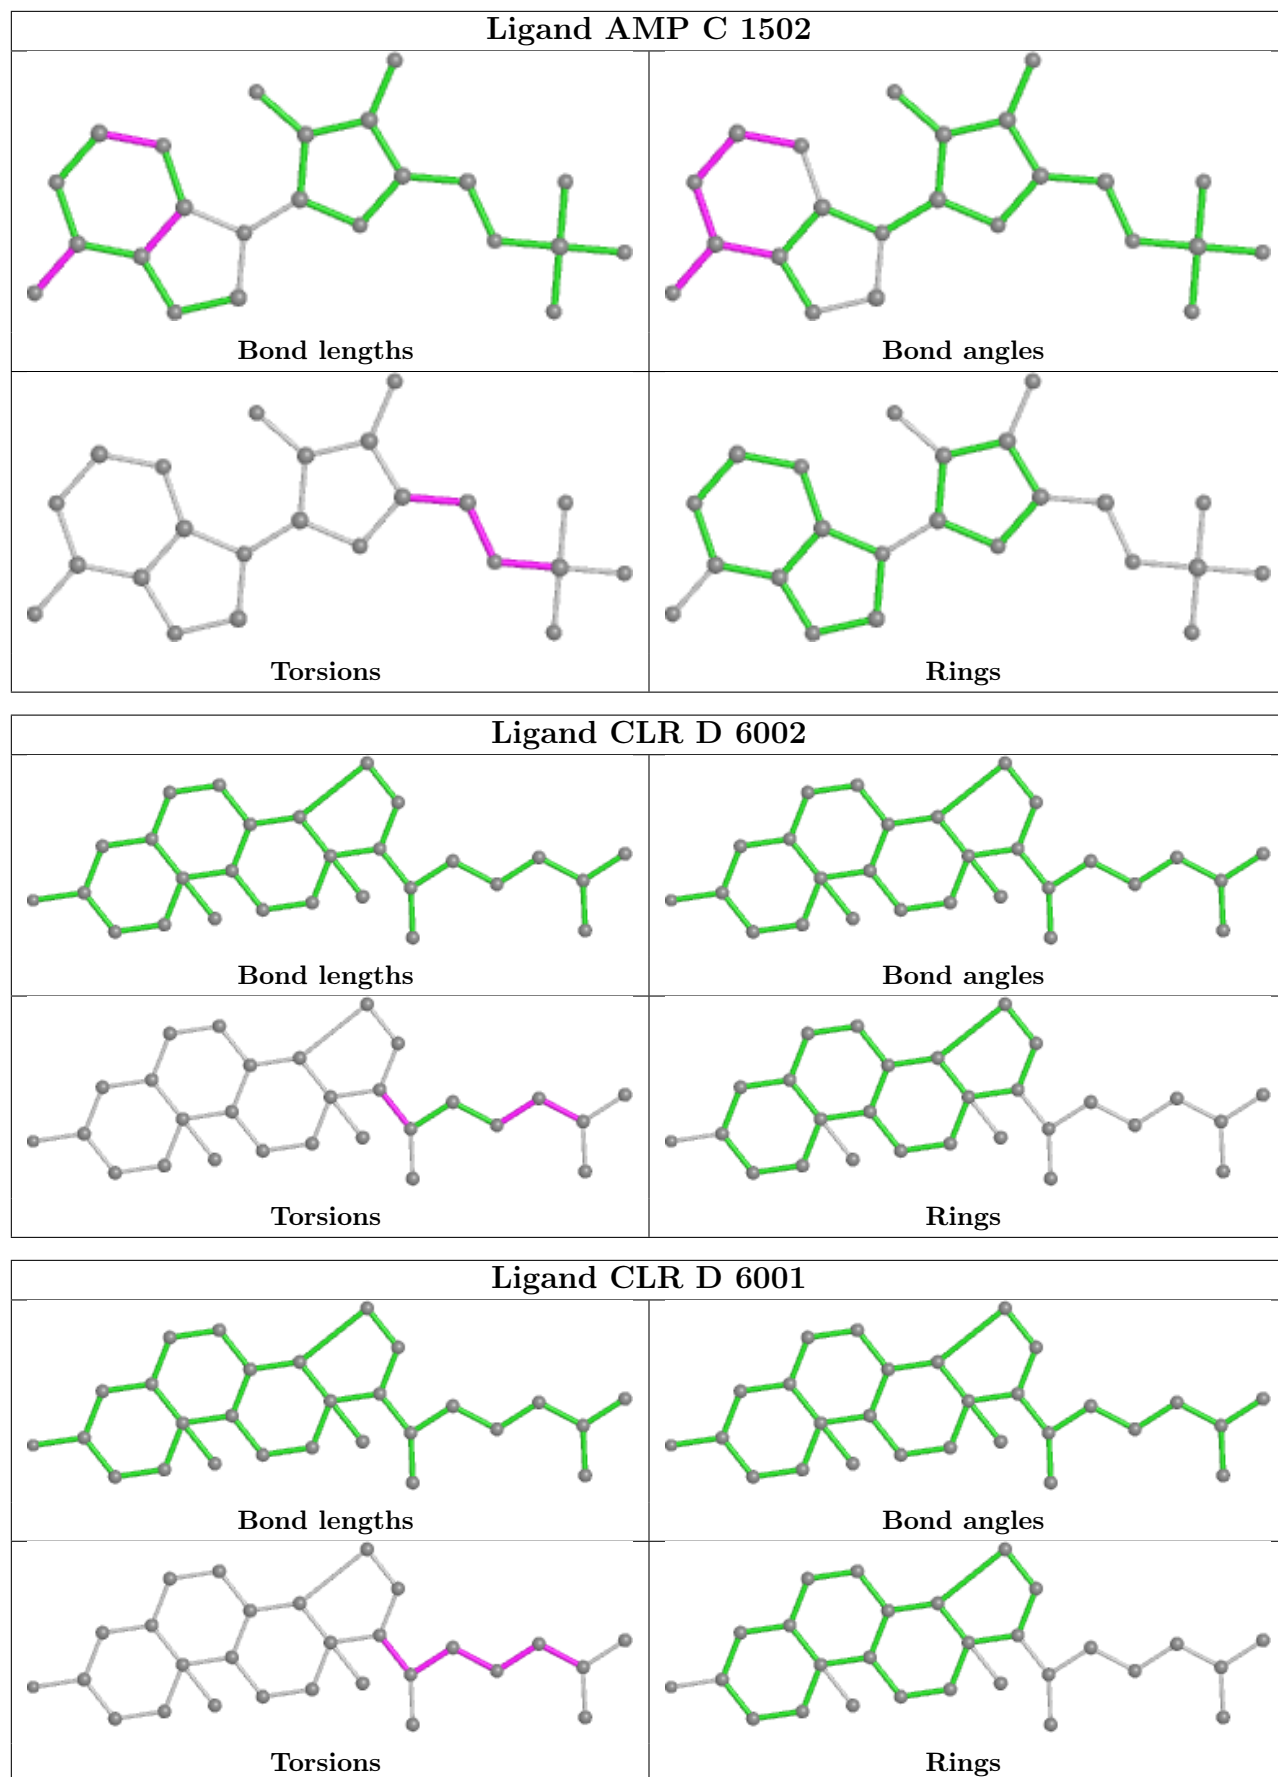 Ligand AMP C 1502
Bond lengths
Bond angles
Torsions
Rings
Ligand CLR D 6002
Bond lengths
Bond angles
Torsions
Rings
Ligand CLR D 6001
Bond lengths
Bond angles
Torsions
Rings